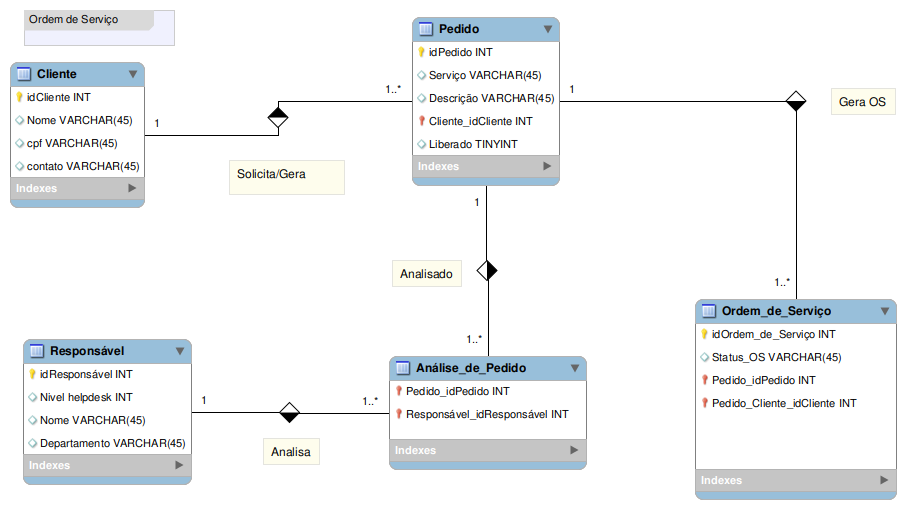 Ordem de Serviço
Cliente
idCliente INT
Nome VARCHAR(45)
cpf VARCHAR(45)
contato VARCHAR(45)
Indexes
1
1..*
Solicita/Gera
Pedido
idPedido INT
Serviço VARCHAR(45)
Descrição VARCHAR(45)
Cliente_idCliente INT
Liberado TINYINT
Indexes
1
Gera OS
1..*
1
Analisado
1..*
Ordem_de_Serviço
idOrdem_de_Serviço INT
Status_OS VARCHAR(45)
Pedido_idPedido INT
Pedido_Cliente_idCliente INT
Indexes
Responsável
idResponsável INT
Nivel helpdesk INT
Nome VARCHAR(45)
Departamento VARCHAR(45)
Indexes
1
1..*
Analisa
Análise_de_Pedido
Pedido_idPedido INT
Responsável_idResponsável INT
Indexes